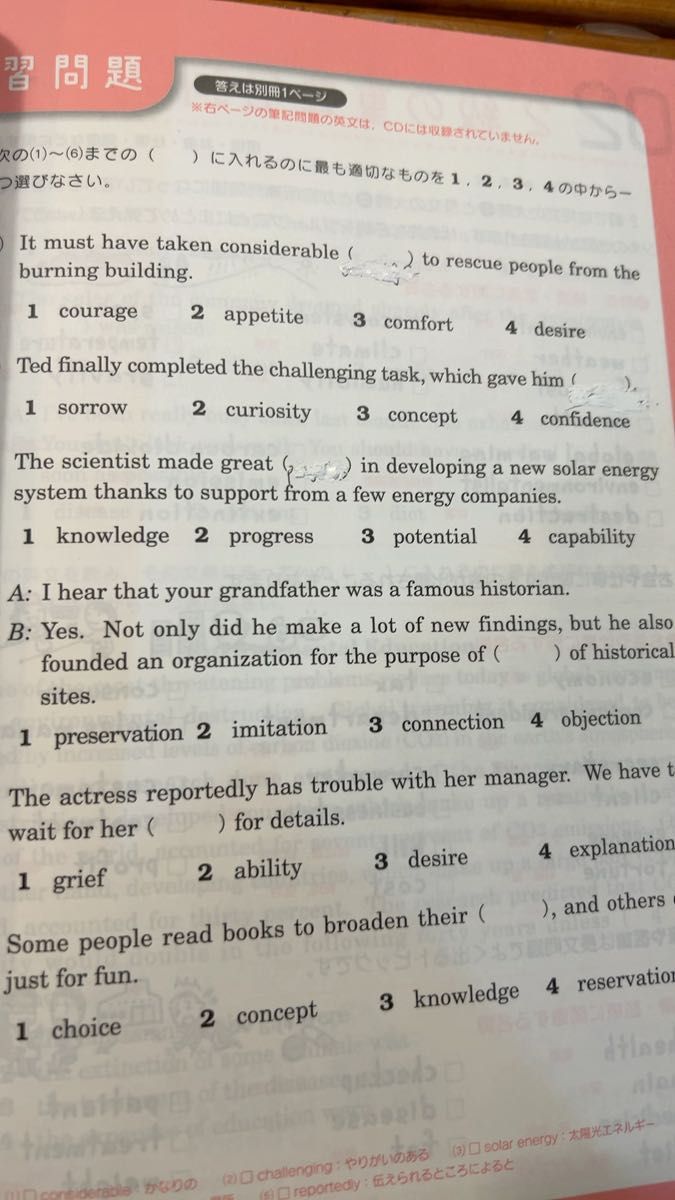 習問題
答えは別冊1ページ
※右ページの筆記問題の英文は，CDには収録されていません。
次の(1)～(6)までの（　　）に入れるのに最も適切なものを1，2，3，4の中から一
つ選びなさい。
) It must have taken considerable (　　) to rescue people from the
burning building.
1 courage 2 appetite 3 comfort 4 desire
Ted finally completed the challenging task, which gave him (　　).
1 sorrow 2 curiosity 3 concept 4 confidence
The scientist made great (　　) in developing a new solar energy
system thanks to support from a few energy companies.
1 knowledge 2 progress 3 potential 4 capability
A: I hear that your grandfather was a famous historian.
B: Yes. Not only did he make a lot of new findings, but he also
founded an organization for the purpose of (　　) of historical
sites.
1 preservation 2 imitation 3 connection 4 objection
The actress reportedly has trouble with her manager. We have t
wait for her (　　) for details.
1 grief 2 ability 3 desire 4 explanation
Some people read books to broaden their (　　), and others
just for fun.
1 choice 2 concept 3 knowledge 4 reservation
(1)□ considerable：かなりの (2)□ challenging：やりがいのある (3)□ solar energy：太陽光エネルギー
(5)□ reportedly：伝えられるところによると